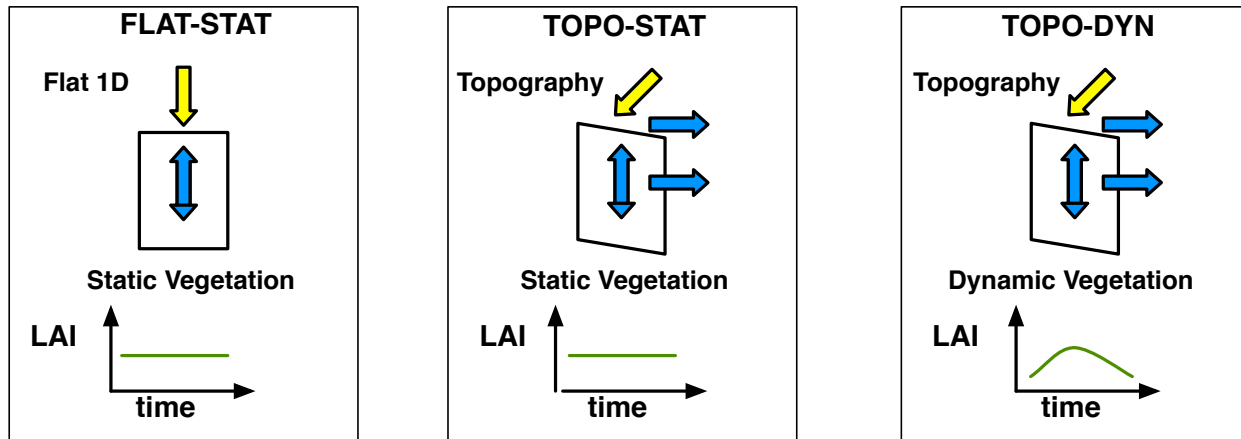 FLAT-STAT
Flat 1D
Static Vegetation
LAI
time
TOPO-STAT
Topography
Static Vegetation
LAI
time
TOPO-DYN
Topography
Dynamic Vegetation
LAI
time